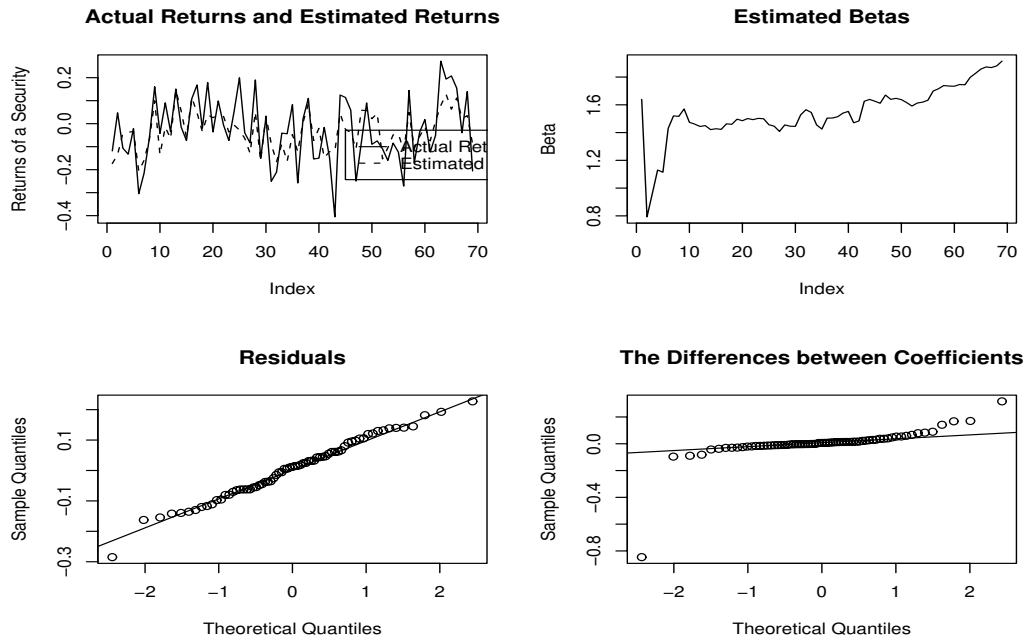 Actual Returns and Estimated Returns
Returns of a Security
0.2
0.0
−0.2
−0.4
Actual Ret
Estimated
0 10 20 30 40 50 60 70
Index
Estimated Betas
Beta
1.6
1.2
0.8
0 10 20 30 40 50 60 70
Index
Residuals
Sample Quantiles
0.1
−0.1
−0.3
−2 −1 0 1 2
Theoretical Quantiles
The Differences between Coefficients
Sample Quantiles
0.0
−0.4
−0.8
−2 −1 0 1 2
Theoretical Quantiles